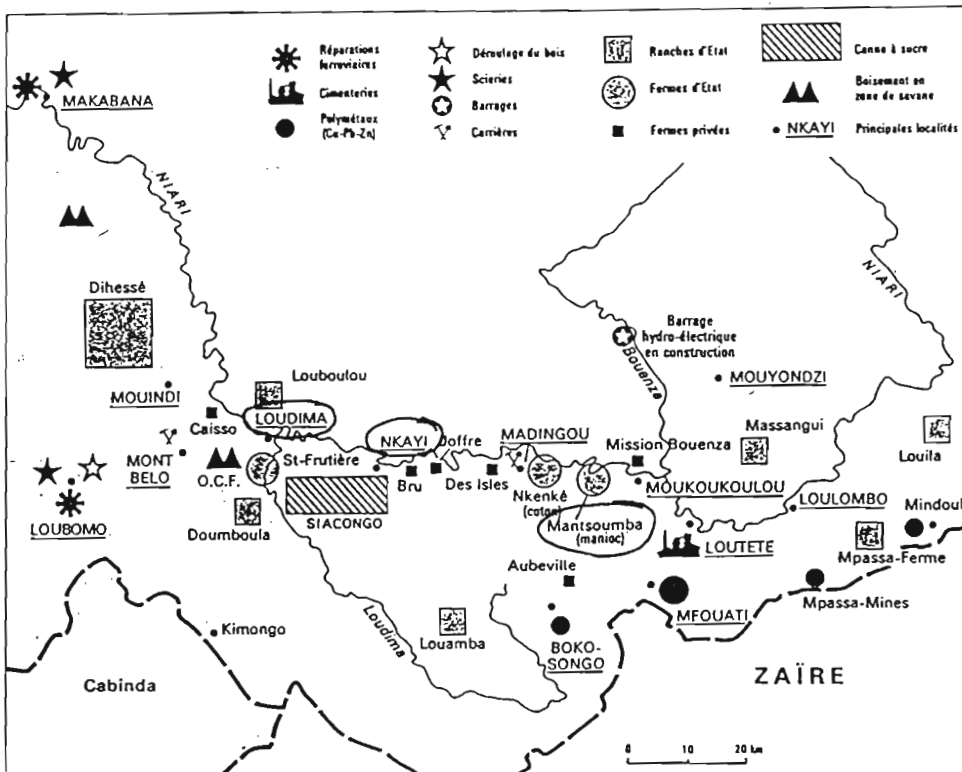 Réparations
ferroviaires
Cimenteries
Polymétaux
(Cu-Pb-Zn)
Déroulage du bois
Scieries
Barrages
Carrières
Ranches d'Etat
Fermes d'Etat
Fermes privées
Canne à sucre
Boisement en
zone de savane
NKAYI
Principales localités
MAKABANA
NIARI
NIARI
Dihessé
Barrage
hydro-électrique
en construction
Bouenza
Louboulou
MOUYONDZI
MOUINDI
LOUDIMA
Caisso
NKAYI
Joffre
MADINGOU
Mission Bouenza
Massangui
Louila
MONT
BELO
O.C.F.
St-Frutière
Bru
Des Isles
Nkenké
(coton)
MOUKOUKOULOU
LOULOMBO
Mindouli
LOUBOMO
Doumboula
SIACONGO
Mantsoumba
(manioc)
LOUTETE
Mpassa-Ferme
Aubeville
MFOUATI
Mpassa-Mines
Kimongo
Loudima
Louamba
BOKO-
SONGO
Cabinda
ZAÏRE
0 10 20 km